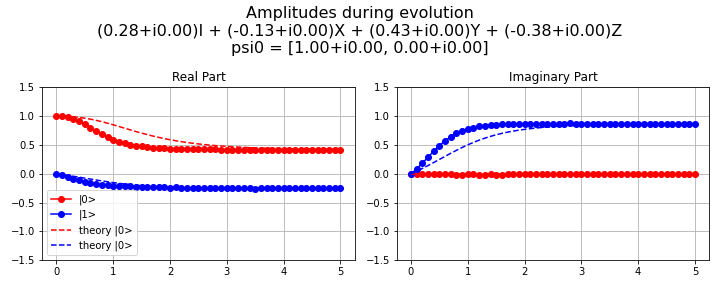 Amplitudes during evolution
(0.28+i0.00)I + (-0.13+i0.00)X + (0.43+i0.00)Y + (-0.38+i0.00)Z
psi0 = [1.00+i0.00, 0.00+i0.00]
Real Part
1.5
1.0
0.5
0.0
−0.5
−1.0
−1.5
|0>
|1>
theory |0>
theory |0>
0 1 2 3 4 5
Imaginary Part
1.5
1.0
0.5
0.0
−0.5
−1.0
−1.5
0 1 2 3 4 5